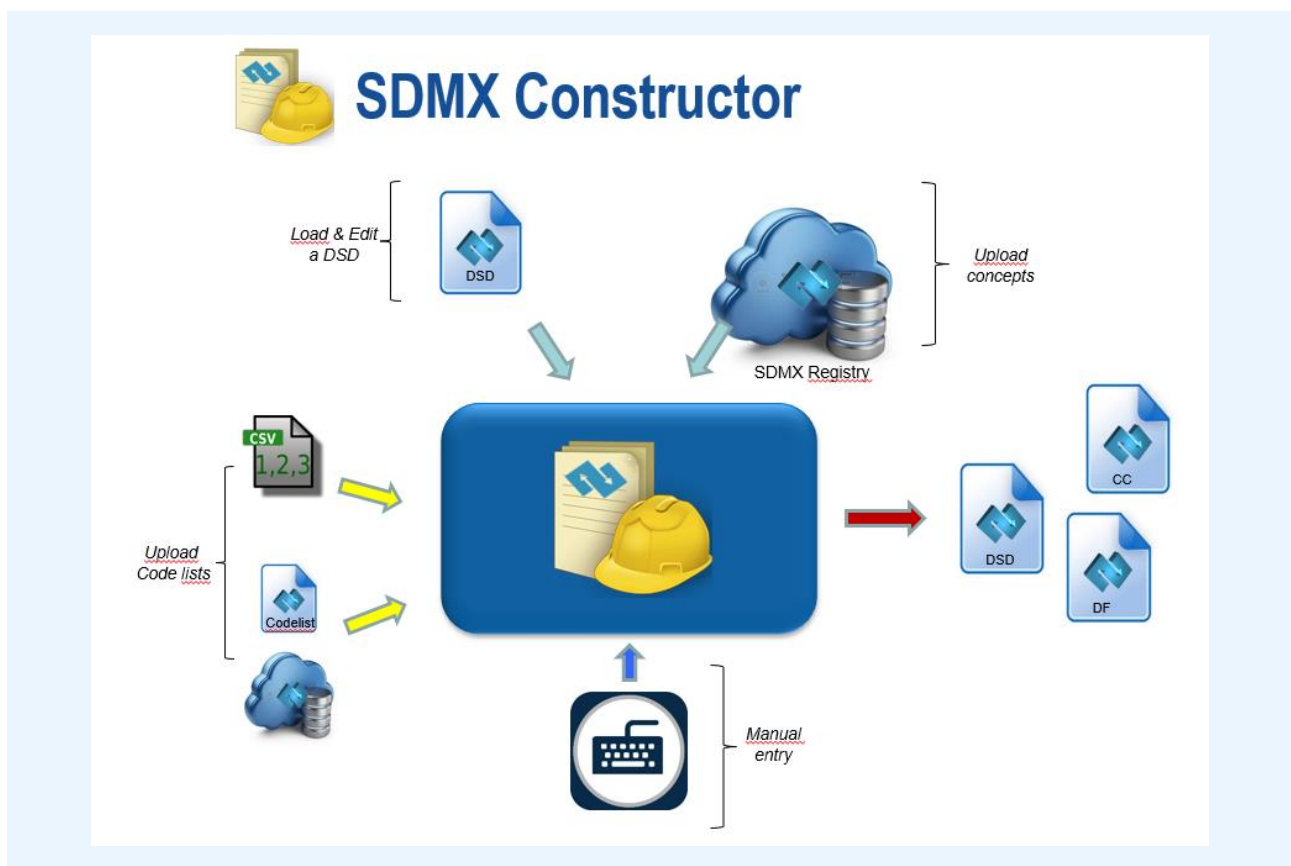 SDMX Constructor
Load & Edit
a DSD
DSD
Upload
concepts
SDMX Registry
CSV
1,2,3
Upload
Code lists
Codelist
CC
DSD
DF
Manual
entry